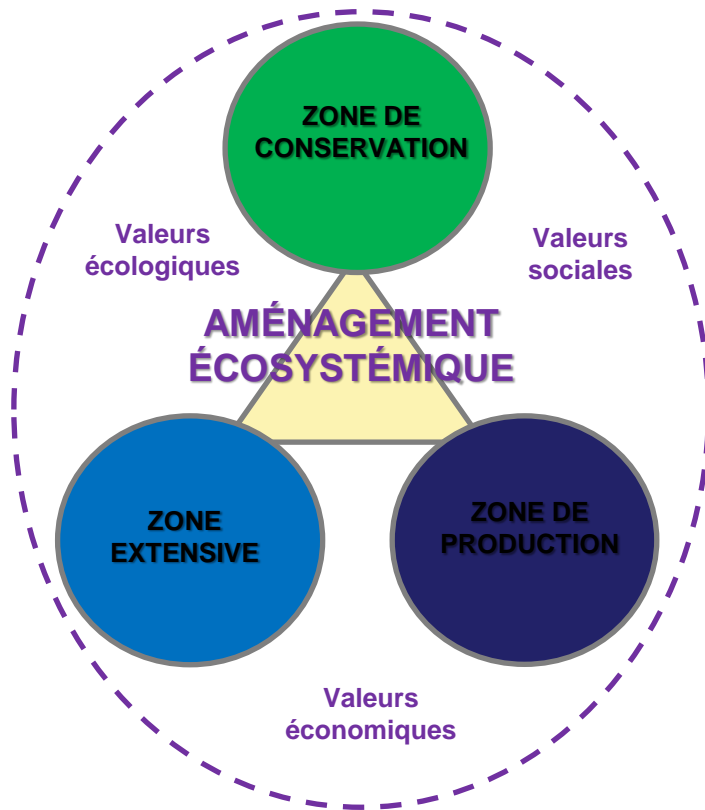 ZONE DE
CONSERVATION
Valeurs
écologiques
Valeurs
sociales
AMÉNAGEMENT
ÉCOSYSTÉMIQUE
ZONE
EXTENSIVE
ZONE DE
PRODUCTION
Valeurs
économiques